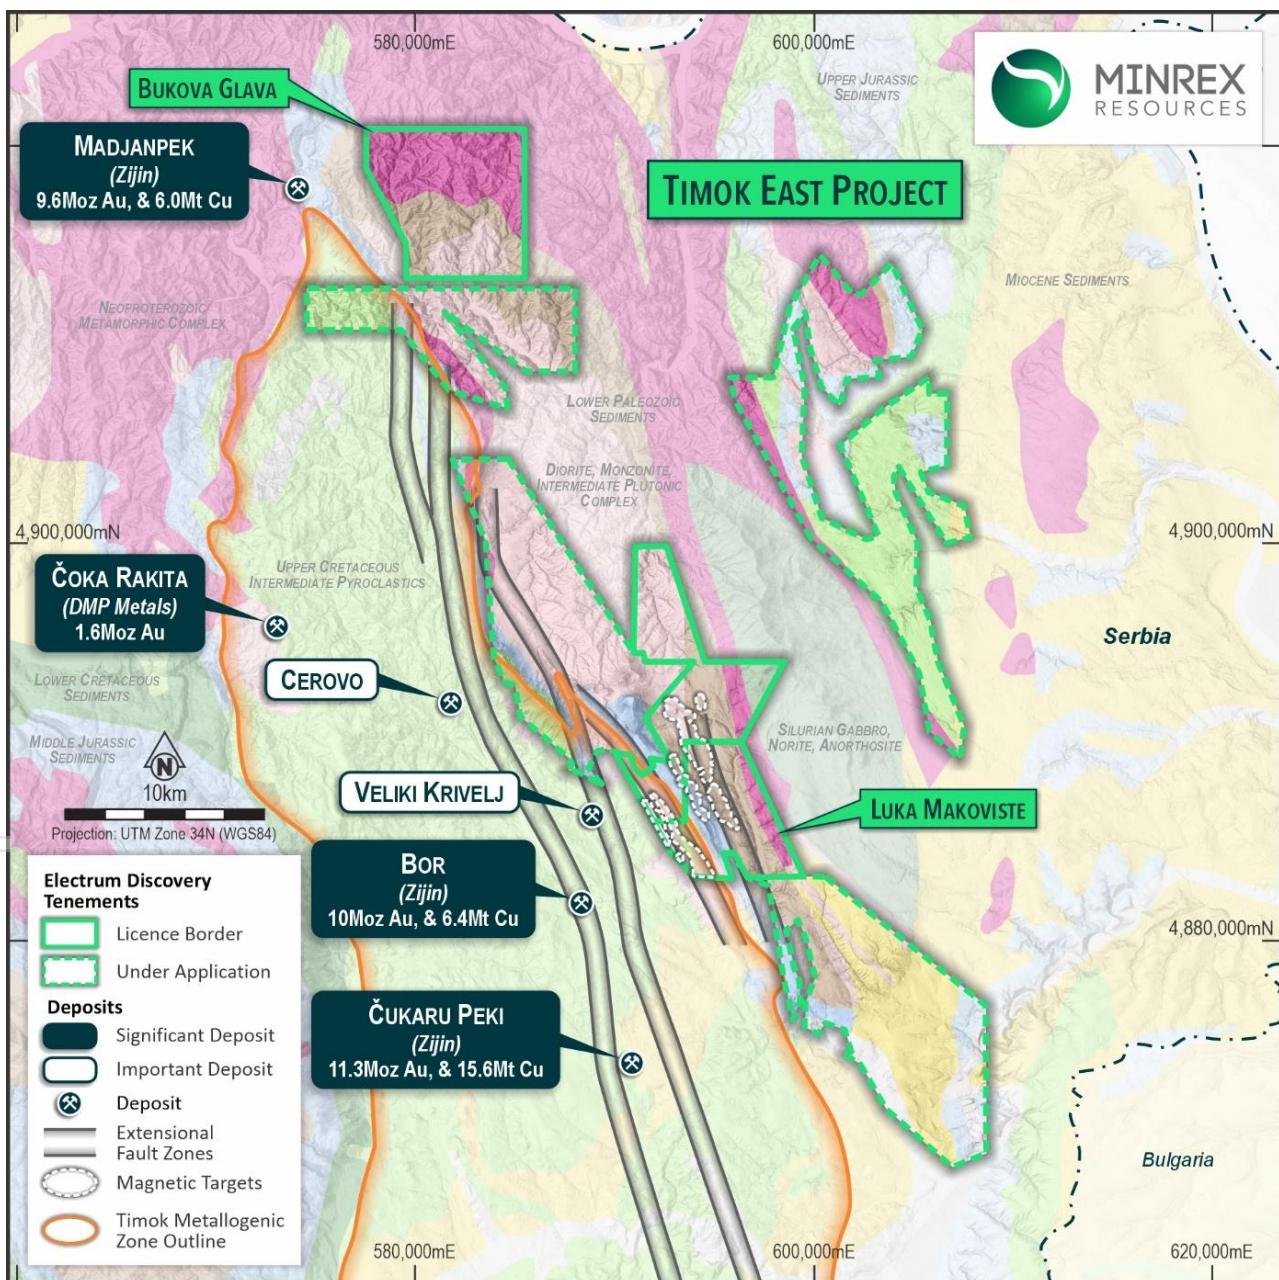 580,000mE
600,000mE
MINREX
RESOURCES
BUKOVA GLAVA
UPPER JURASSIC
SEDIMENTS
MADJANPEK
(Zijin)
9.6Moz Au, & 6.0Mt Cu
TIMOK EAST PROJECT
MIOCENE SEDIMENTS
NEOPROTEROZOIC
METAMORPHIC COMPLEX
LOWER PALEOZOIC
SEDIMENTS
DIORITE, MONZONITE,
INTERMEDIATE PLUTONIC
COMPLEX
4,900,000mN
4,900,000mN
UPPER CRETACEOUS
INTERMEDIATE PYROCLASTICS
ČOKA RAKITA
(DMP Metals)
1.6Moz Au
Serbia
LOWER CRETACEOUS
SEDIMENTS
CEROVO
MIDDLE JURASSIC
SEDIMENTS
SILURIAN GABBRO,
NORITE, ANORTHOSITE
N
10km
Projection: UTM Zone 34N (WGS84)
VELIKI KRIVELJ
LUKA MAKOVISTE
BOR
(Zijin)
10Moz Au, & 6.4Mt Cu
4,880,000mN
ČUKARU PEKI
(Zijin)
11.3Moz Au, & 15.6Mt Cu
Electrum Discovery
Tenements
Licence Border
Under Application
Deposits
Significant Deposit
Important Deposit
Deposit
Extensional
Fault Zones
Magnetic Targets
Timok Metallogenic
Zone Outline
Bulgaria
580,000mE
600,000mE
620,000mE